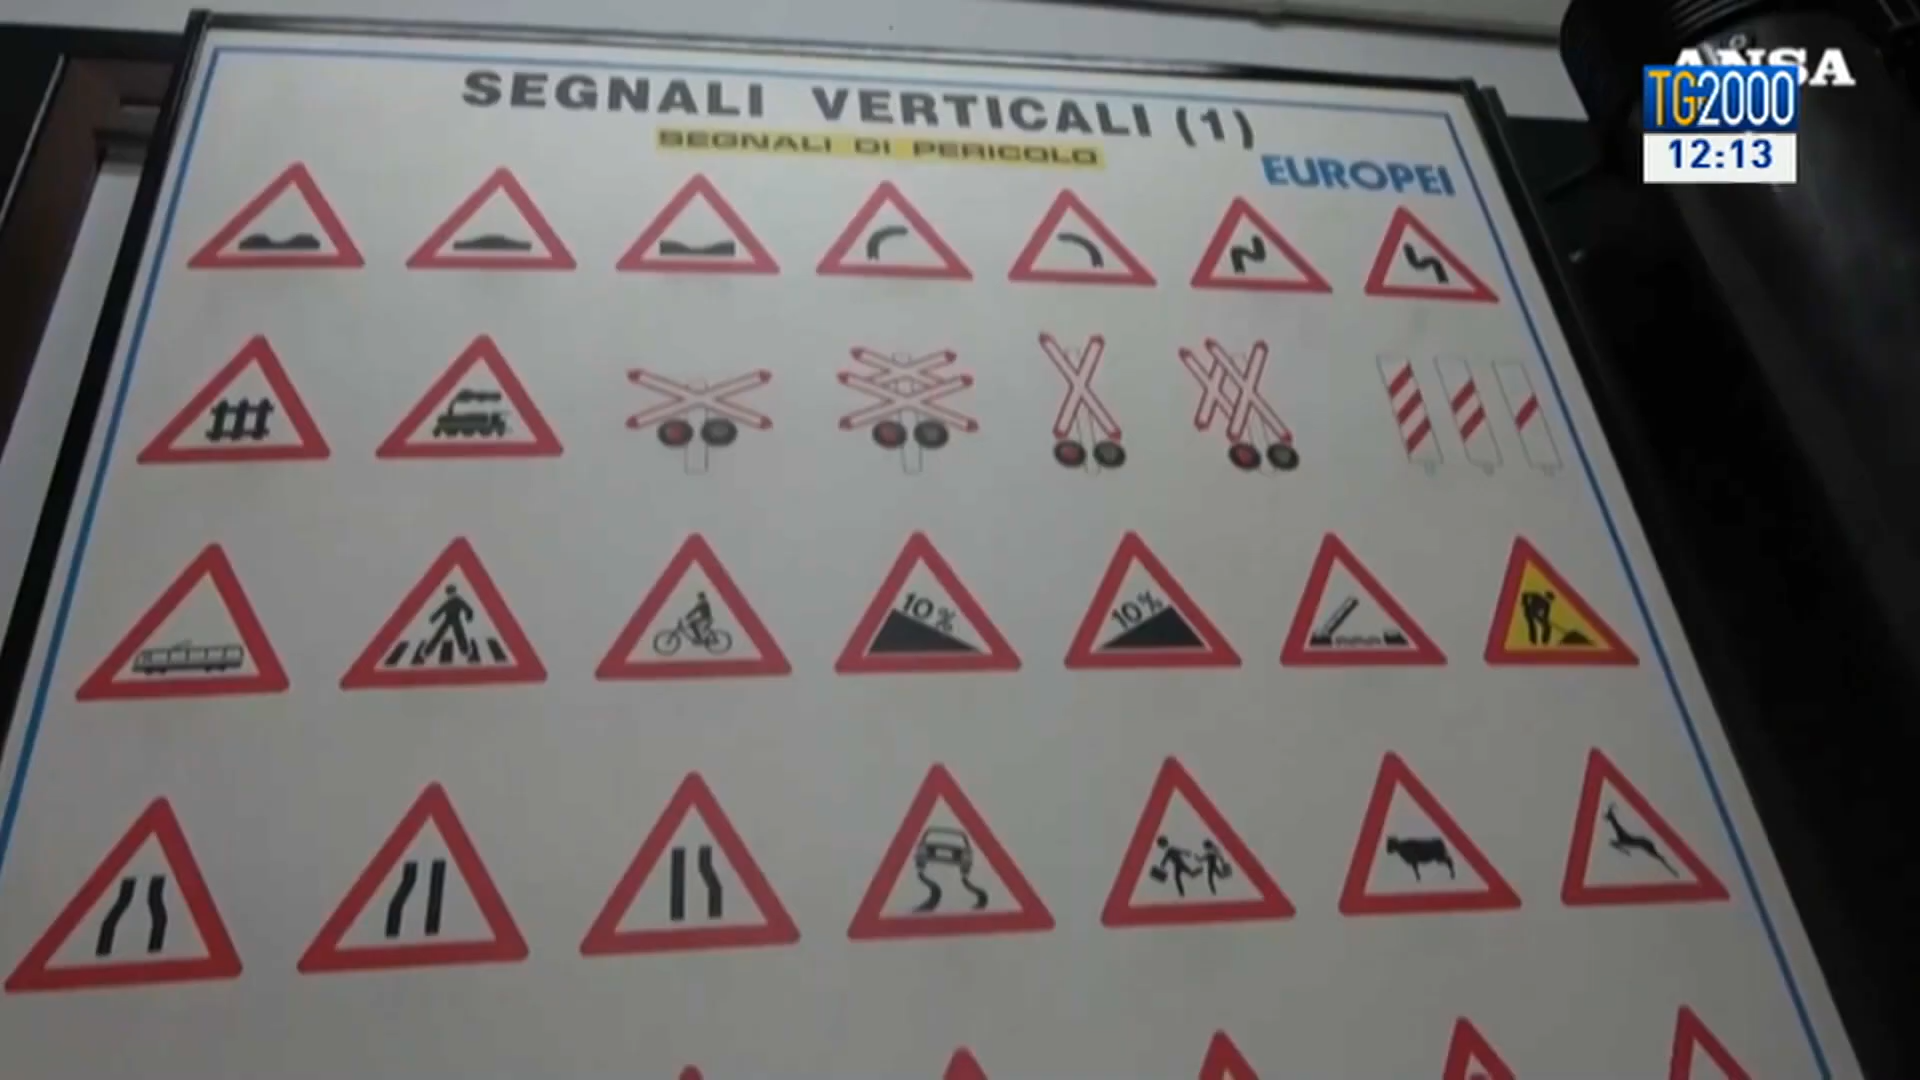 SEGNALI VERTICALI (1)
SEGNALI DI PERICOLO
EUROPEI
ANSA
TG2000
12:13
10%
10%